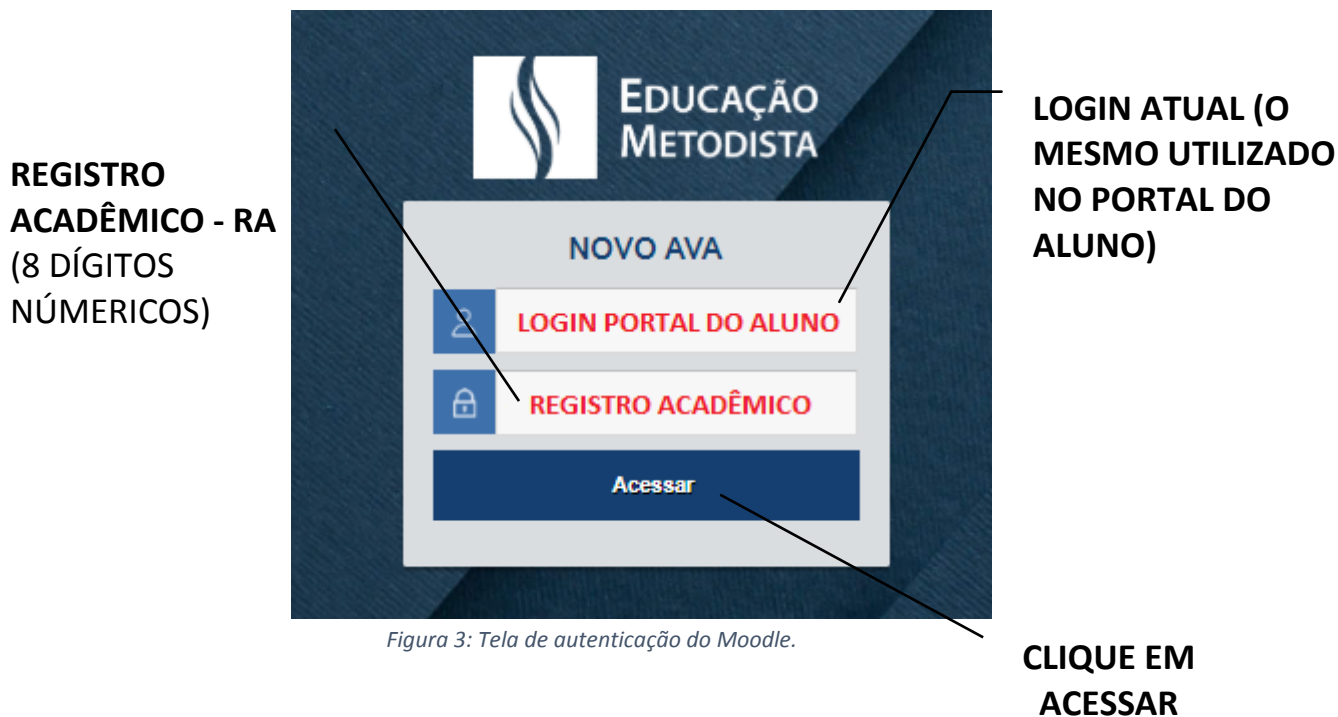 EDUCAÇÃO
METODISTA
REGISTRO
ACADÊMICO - RA
(8 DÍGITOS
NÚMERICOS)
LOGIN ATUAL (O
MESMO UTILIZADO
NO PORTAL DO
ALUNO)
NOVO AVA
LOGIN PORTAL DO ALUNO
REGISTRO ACADÊMICO
Acessar
Figura 3: Tela de autenticação do Moodle.
CLIQUE EM
ACESSAR